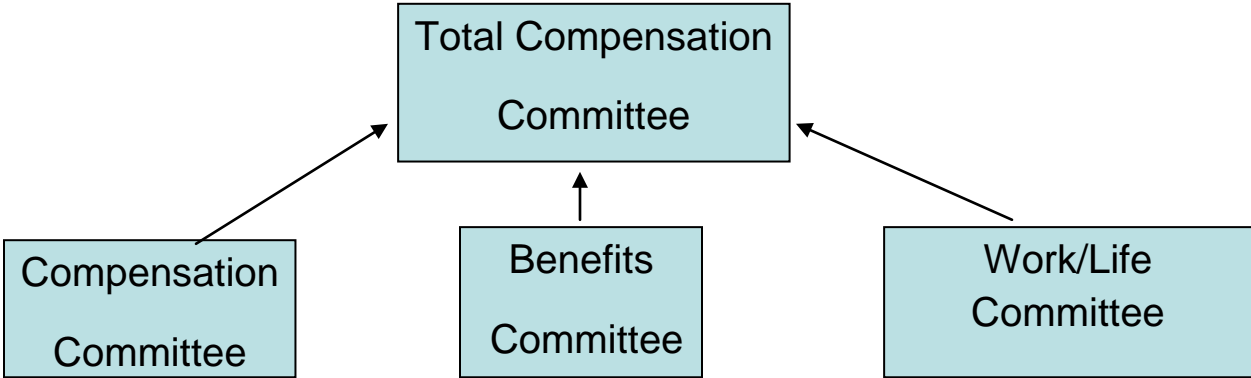 Total Compensation
Committee
Compensation
Committee
Benefits
Committee
Work/Life
Committee